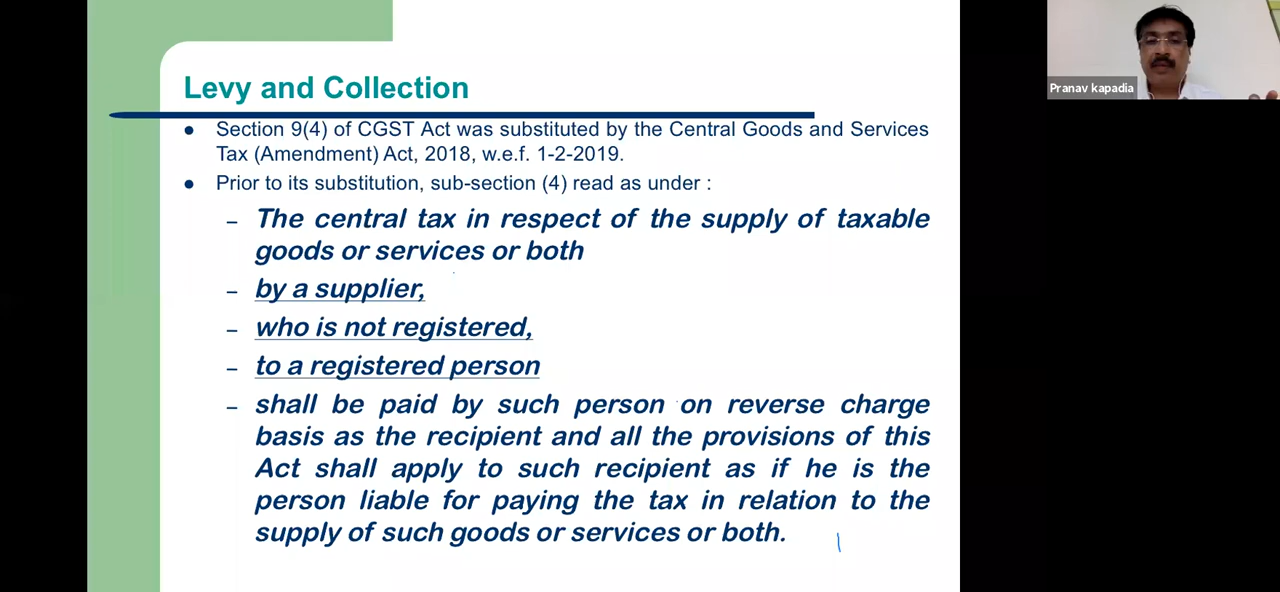 Levy and Collection
● Section 9(4) of CGST Act was substituted by the Central Goods and Services
Tax (Amendment) Act, 2018, w.e.f. 1-2-2019.
● Prior to its substitution, sub-section (4) read as under :
– The central tax in respect of the supply of taxable
goods or services or both
– by a supplier,
– who is not registered,
– to a registered person
– shall be paid by such person on reverse charge
basis as the recipient and all the provisions of this
Act shall apply to such recipient as if he is the
person liable for paying the tax in relation to the
supply of such goods or services or both.
Pranav kapadia